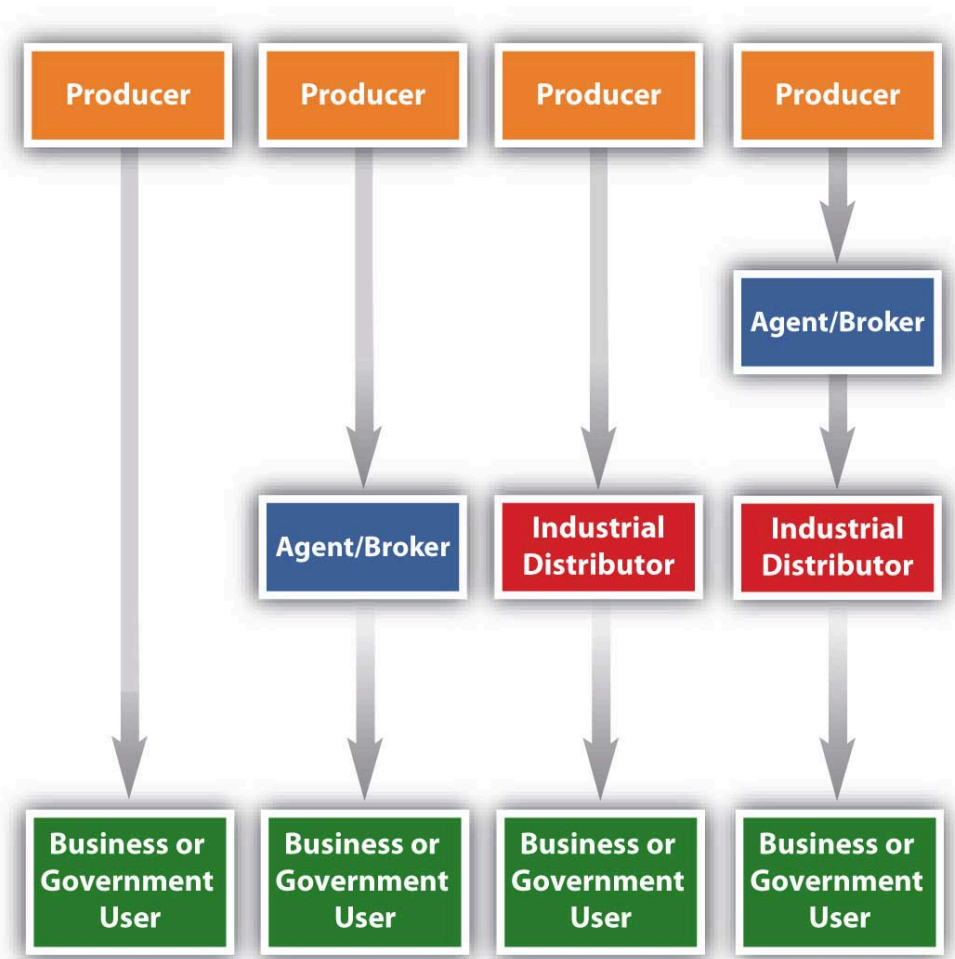 Producer
Producer
Producer
Producer
Agent/Broker
Agent/Broker
Industrial
Distributor
Industrial
Distributor
Business or
Government
User
Business or
Government
User
Business or
Government
User
Business or
Government
User